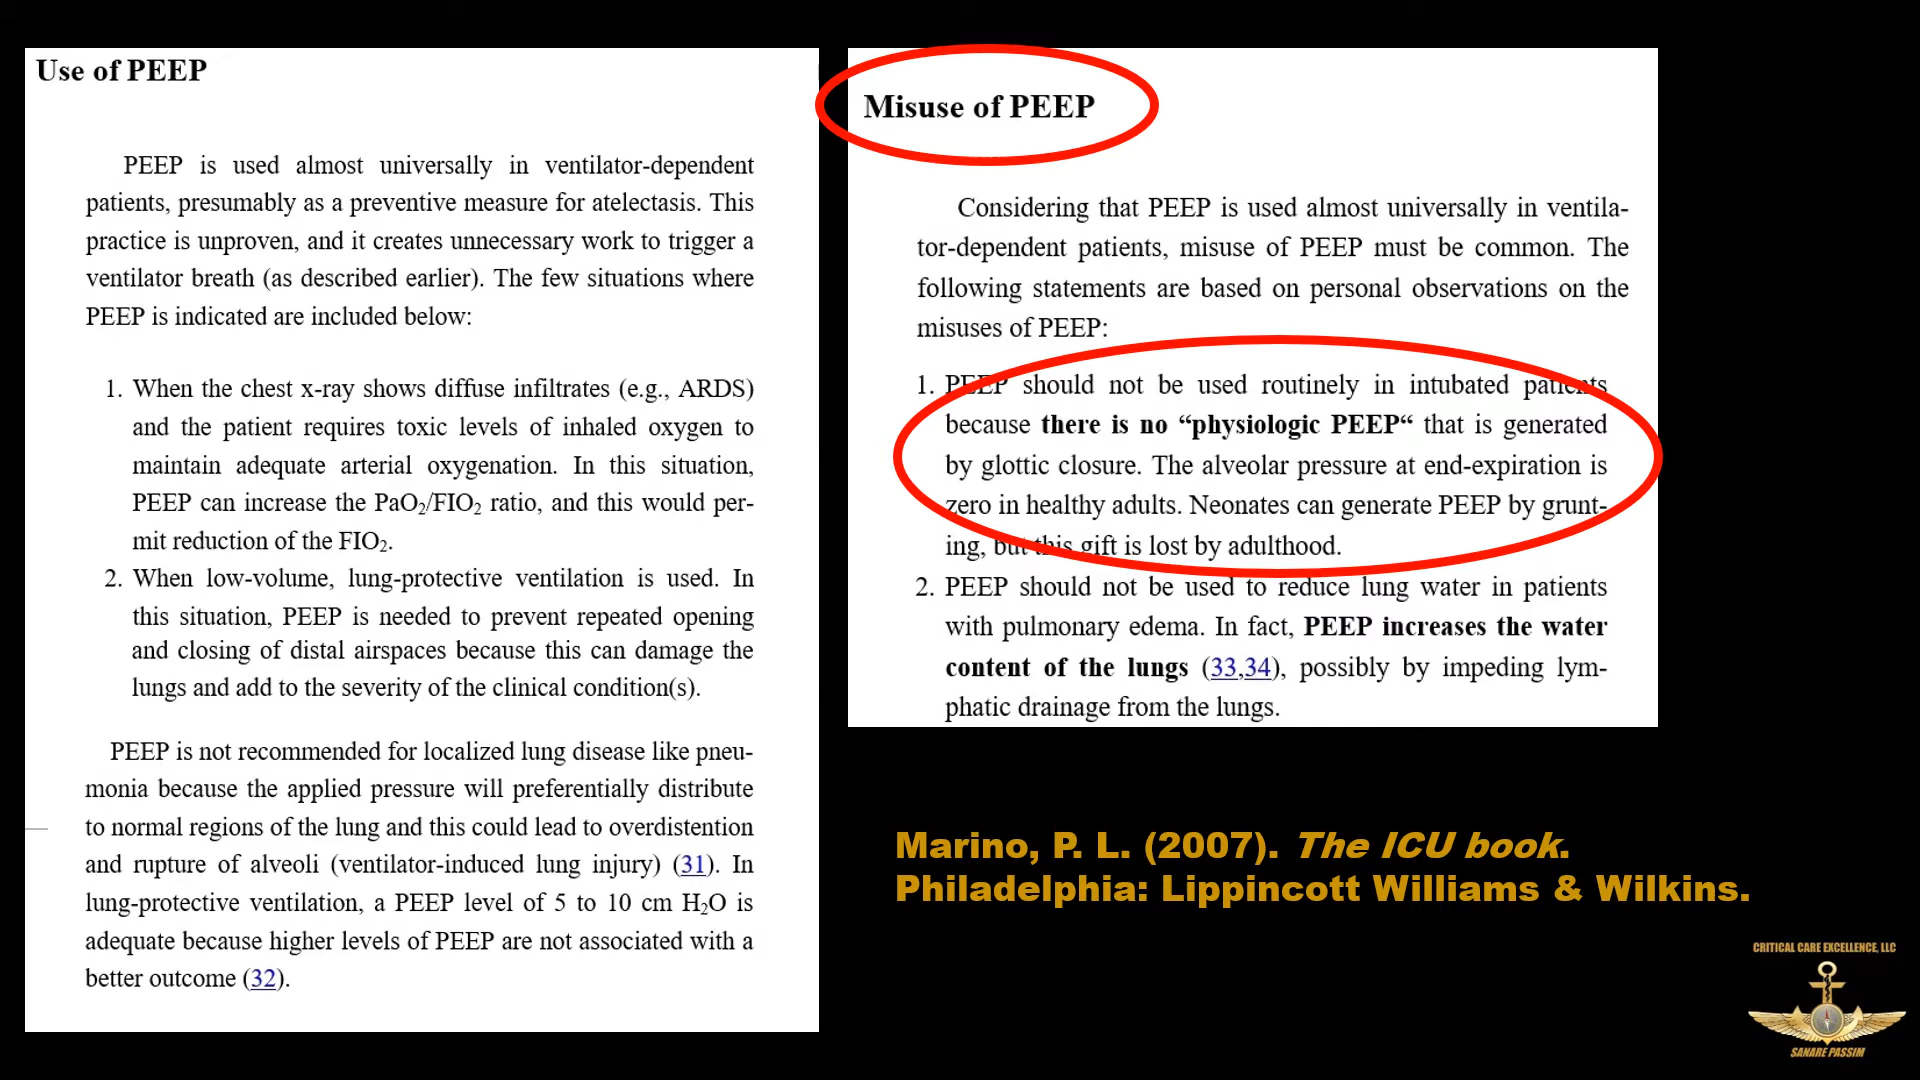 Use of PEEP
PEEP is used almost universally in ventilator-dependent
patients, presumably as a preventive measure for atelectasis. This
practice is unproven, and it creates unnecessary work to trigger a
ventilator breath (as described earlier). The few situations where
PEEP is indicated are included below:
1. When the chest x-ray shows diffuse infiltrates (e.g., ARDS)
and the patient requires toxic levels of inhaled oxygen to
maintain adequate arterial oxygenation. In this situation,
PEEP can increase the PaO₂/FIO₂ ratio, and this would per-
mit reduction of the FIO₂.
2. When low-volume, lung-protective ventilation is used. In
this situation, PEEP is needed to prevent repeated opening
and closing of distal airspaces because this can damage the
lungs and add to the severity of the clinical condition(s).
PEEP is not recommended for localized lung disease like pneu-
monia because the applied pressure will preferentially distribute
to normal regions of the lung and this could lead to overdistention
and rupture of alveoli (ventilator-induced lung injury) (31). In
lung-protective ventilation, a PEEP level of 5 to 10 cm H₂O is
adequate because higher levels of PEEP are not associated with a
better outcome (32).
Misuse of PEEP
Considering that PEEP is used almost universally in ventila-
tor-dependent patients, misuse of PEEP must be common. The
following statements are based on personal observations on the
misuses of PEEP:
1. PEEP should not be used routinely in intubated patients
because there is no “physiologic PEEP“ that is generated
by glottic closure. The alveolar pressure at end-expiration is
zero in healthy adults. Neonates can generate PEEP by grunt-
ing, but this gift is lost by adulthood.
2. PEEP should not be used to reduce lung water in patients
with pulmonary edema. In fact, PEEP increases the water
content of the lungs (33,34), possibly by impeding lym-
phatic drainage from the lungs.
Marino, P. L. (2007). The ICU book.
Philadelphia: Lippincott Williams & Wilkins.
CRITICAL CARE EXCELLENCE, LLC
SANARE PASSIM